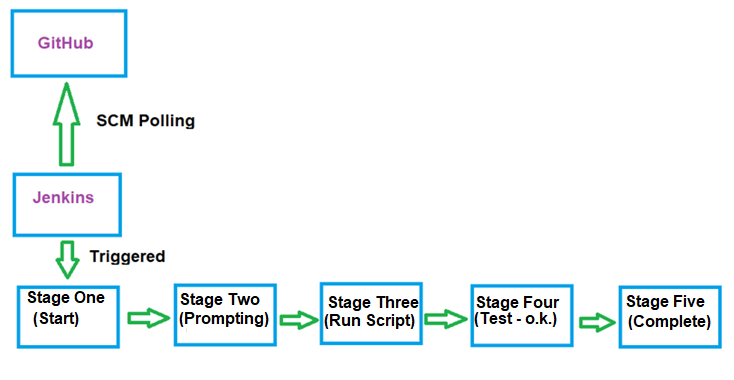 GitHub
SCM Polling
Jenkins
Triggered
Stage One
(Start)
Stage Two
(Prompting)
Stage Three
(Run Script)
Stage Four
(Test - o.k.)
Stage Five
(Complete)